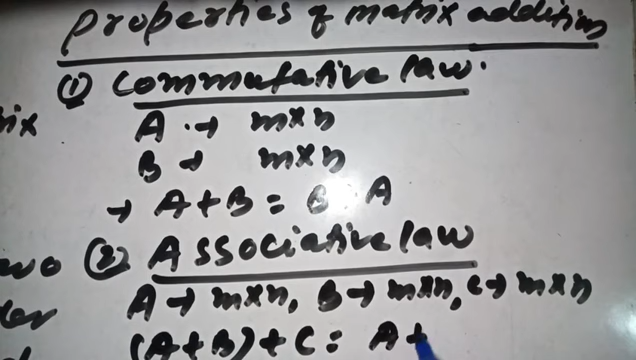 Properties of matrix addition
(1) Commutative law.
A → m×n
B → m×n
→ A+B = B A
(2) Associative law
A → m×n, B → m×n, C → m×n
(A+B)+C = A+